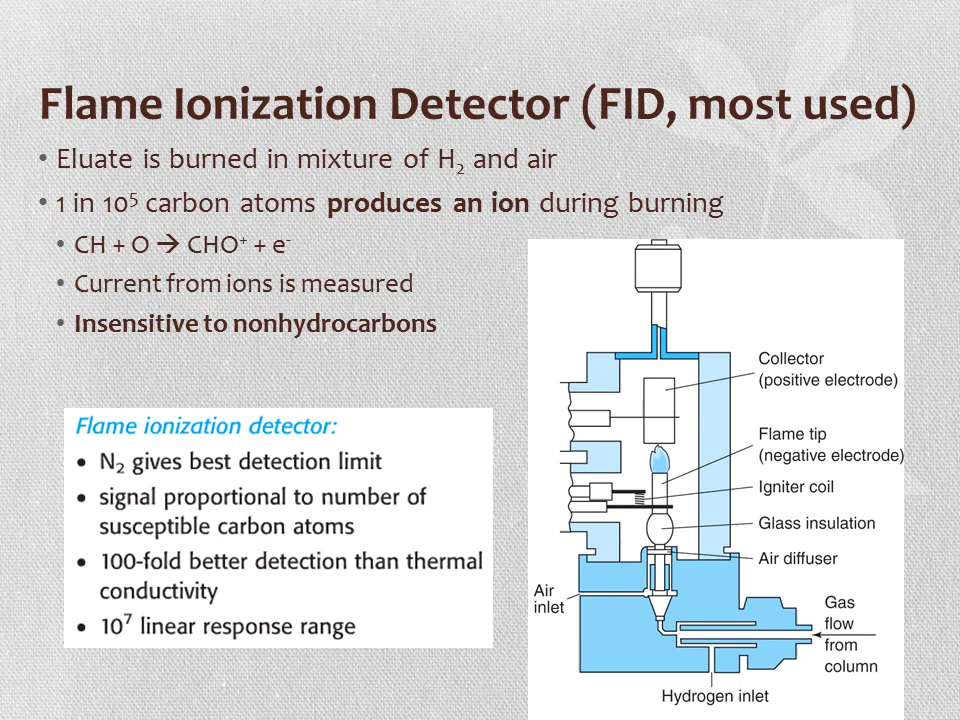 Flame Ionization Detector (FID, most used)
• Eluate is burned in mixture of H₂ and air
• 1 in 10⁵ carbon atoms produces an ion during burning
• CH + O → CHO⁺ + e⁻
• Current from ions is measured
• Insensitive to nonhydrocarbons
Flame ionization detector:
• N₂ gives best detection limit
• signal proportional to number of
susceptible carbon atoms
• 100-fold better detection than thermal
conductivity
• 10⁷ linear response range
Collector
(positive electrode)
Flame tip
(negative electrode)
Igniter coil
Glass insulation
Air diffuser
Air
inlet
Gas
flow
from
column
Hydrogen inlet